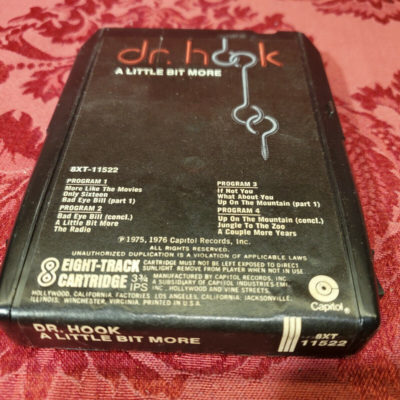 dr. hook
A LITTLE BIT MORE
8XT-11522
PROGRAM 1
More Like The Movies
Only Sixteen
Bad Eye Bill (part 1)
PROGRAM 2
Bad Eye Bill (concl.)
A Little Bit More
The Radio
PROGRAM 3
If Not You
What About You
Up On The Mountain (part 1)
PROGRAM 4
Up On The Mountain (concl.)
Jungle To The Zoo
A Couple More Years
℗1975, 1976 Capitol Records, Inc.
ALL RIGHTS RESERVED.
UNAUTHORIZED DUPLICATION IS A VIOLATION OF APPLICABLE LAWS
8 EIGHT-TRACK CARTRIDGE 3¾ IPS
CARTRIDGE MUST NOT BE LEFT EXPOSED TO DIRECT
SUNLIGHT. REMOVE FROM PLAYER WHEN NOT IN USE.
MANUFACTURED BY CAPITOL RECORDS, INC
A SUBSIDIARY OF CAPITOL INDUSTRIES-EMI,
INC., HOLLYWOOD AND VINE STREETS,
HOLLYWOOD, CALIFORNIA. FACTORIES: LOS ANGELES, CALIFORNIA, JACKSONVILLE,
ILLINOIS, WINCHESTER, VIRGINIA. PRINTED IN U.S.A.
Capitol
DR. HOOK
A LITTLE BIT MORE
8XT
11522